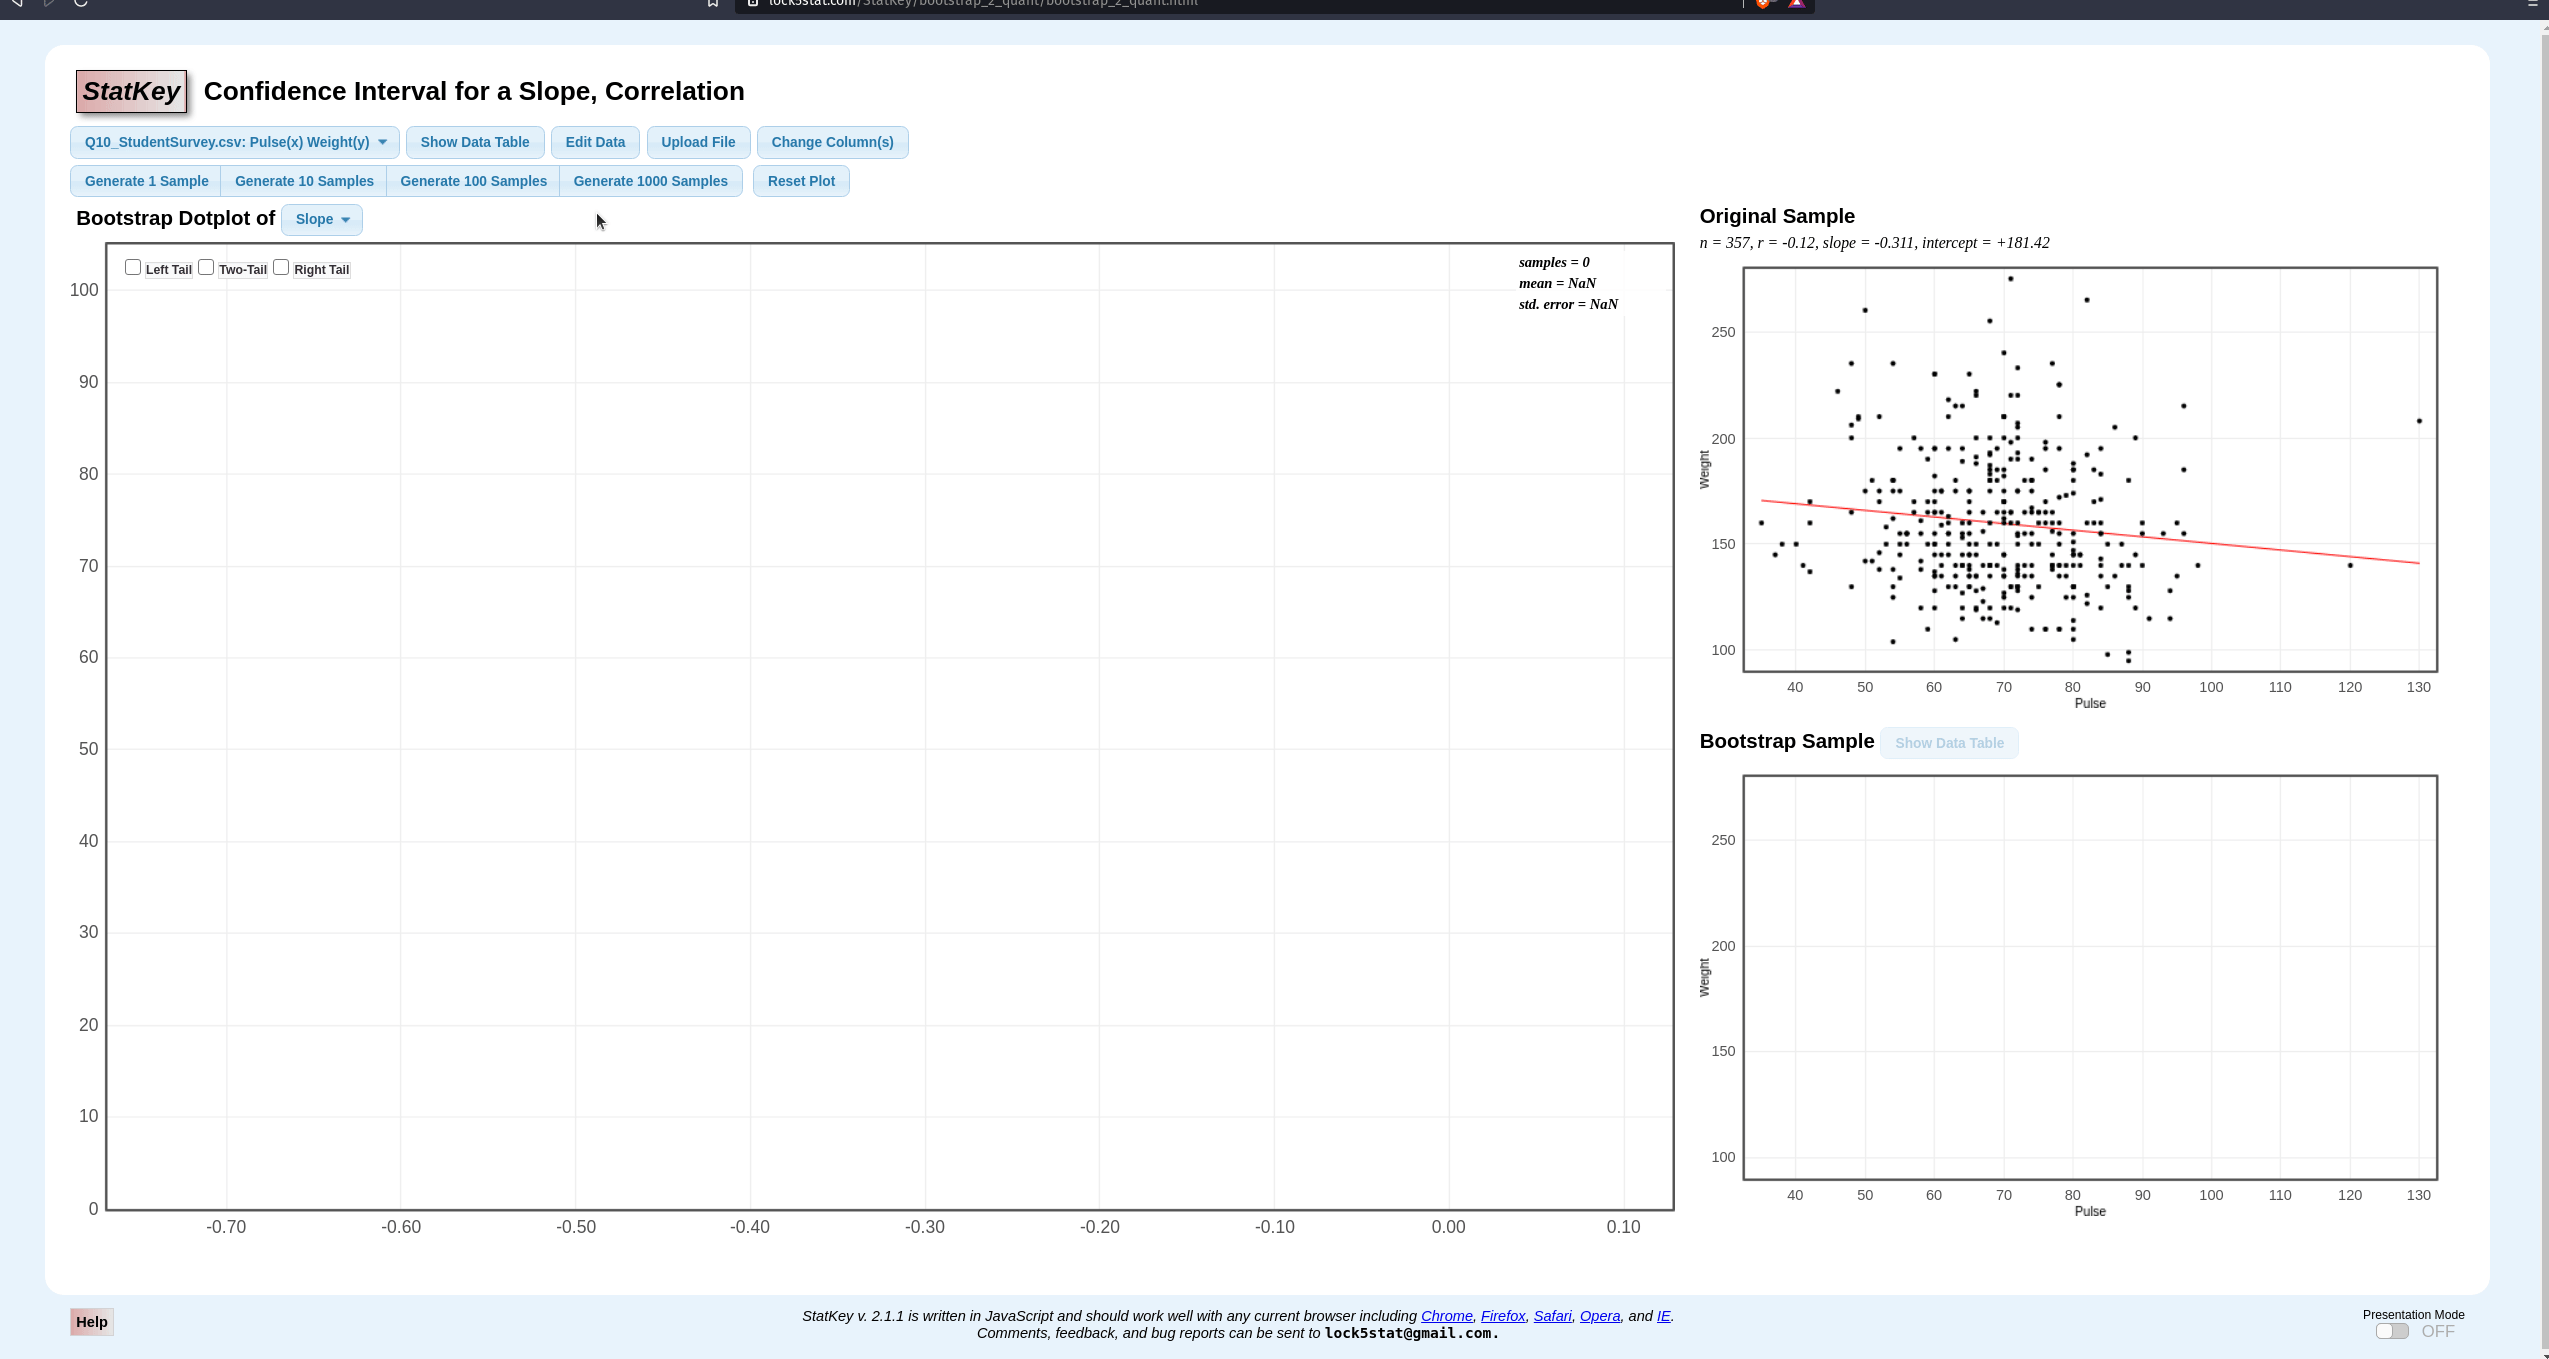 lock5stat.com/StatKey/bootstrap_2_quant/bootstrap_2_quant.html
StatKey Confidence Interval for a Slope, Correlation
Q10_StudentSurvey.csv: Pulse(x) Weight(y) Show Data Table Edit Data Upload File Change Column(s)
Generate 1 Sample Generate 10 Samples Generate 100 Samples Generate 1000 Samples Reset Plot
Bootstrap Dotplot of Slope
Left Tail Two-Tail Right Tail
samples = 0
mean = NaN
std. error = NaN
100
90
80
70
60
50
40
30
20
10
0
-0.70 -0.60 -0.50 -0.40 -0.30 -0.20 -0.10 0.00 0.10
Original Sample
n = 357, r = -0.12, slope = -0.311, intercept = +181.42
250
200
150
100
Weight
40 50 60 70 80 90 100 110 120 130
Pulse
Bootstrap Sample Show Data Table
250
200
150
100
Weight
40 50 60 70 80 90 100 110 120 130
Pulse
Help
StatKey v. 2.1.1 is written in JavaScript and should work well with any current browser including Chrome, Firefox, Safari, Opera, and IE.
Comments, feedback, and bug reports can be sent to lock5stat@gmail.com.
Presentation Mode
OFF